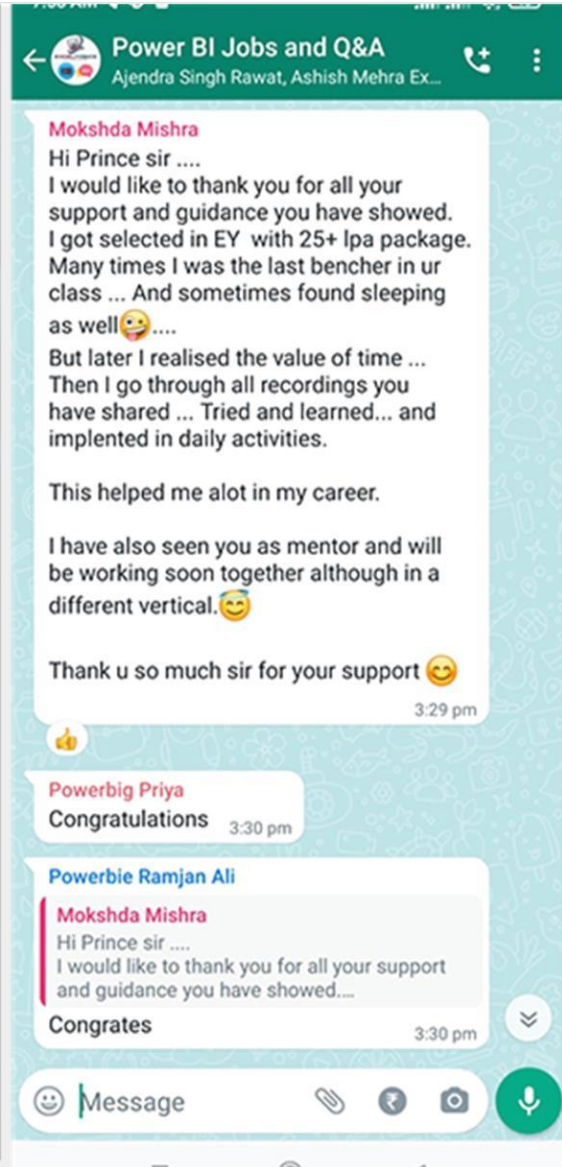 Power BI Jobs and Q&A
Ajendra Singh Rawat, Ashish Mehra Ex...
Mokshda Mishra
Hi Prince sir ....
I would like to thank you for all your
support and guidance you have showed.
I got selected in EY with 25+ lpa package.
Many times I was the last bencher in ur
class ... And sometimes found sleeping
as well🤪....
But later I realised the value of time ...
Then I go through all recordings you
have shared ... Tried and learned... and
implented in daily activities.
This helped me alot in my career.
I have also seen you as mentor and will
be working soon together although in a
different vertical.😇
Thank u so much sir for your support 😊
3:29 pm
👍
Powerbig Priya
Congratulations
3:30 pm
Powerbie Ramjan Ali
Mokshda Mishra
Hi Prince sir ....
I would like to thank you for all your support
and guidance you have showed....
Congrates
3:30 pm
Message